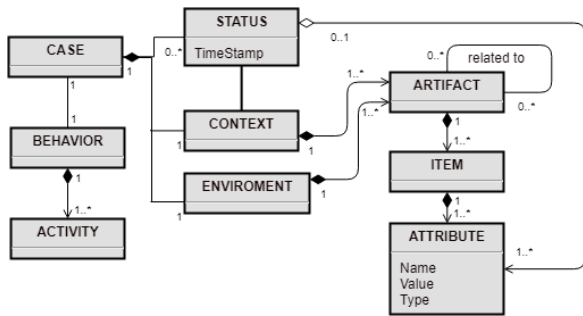 STATUS
TimeStamp
0..1
0..*
CASE
1
1
1
BEHAVIOR
1
1..*
ACTIVITY
CONTEXT
1
1
ENVIROMENT
1
1
1..*
1..*
0..*
related to
0..*
ARTIFACT
1
1..*
ITEM
1
1..*
ATTRIBUTE
Name
Value
Type
1..*